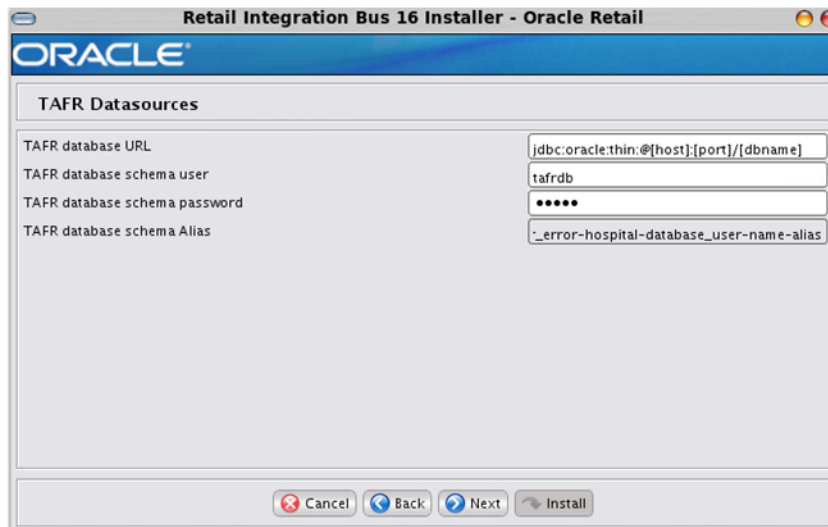 Retail Integration Bus 16 Installer - Oracle Retail
ORACLE®
TAFR Datasources
TAFR database URL jdbc:oracle:thin:@[host]:[port]/[dbname]
TAFR database schema user tafrdb
TAFR database schema password •••••
TAFR database schema Alias _error-hospital-database_user-name-alias
Cancel Back Next Install